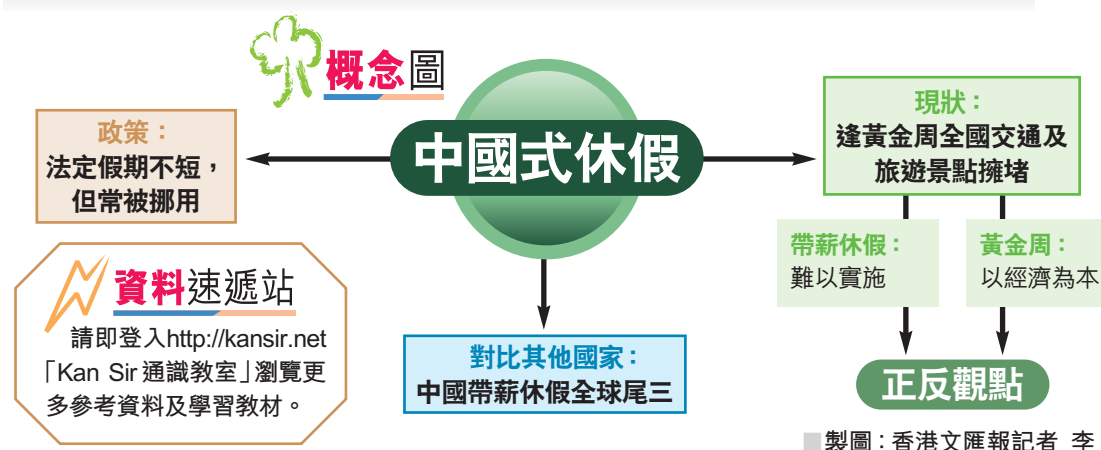 概念圖
中國式休假
政策：
法定假期不短，
但常被挪用
現狀：
逢黃金周全國交通及
旅遊景點擁堵
帶薪休假：
難以實施
黃金周：
以經濟為本
正反觀點
對比其他國家：
中國帶薪休假全球尾三
資料速遞站
請即登入http://kansir.net
「Kan Sir 通識教室」瀏覽更
多參考資料及學習教材。
■製圖：香港文匯報記者 李